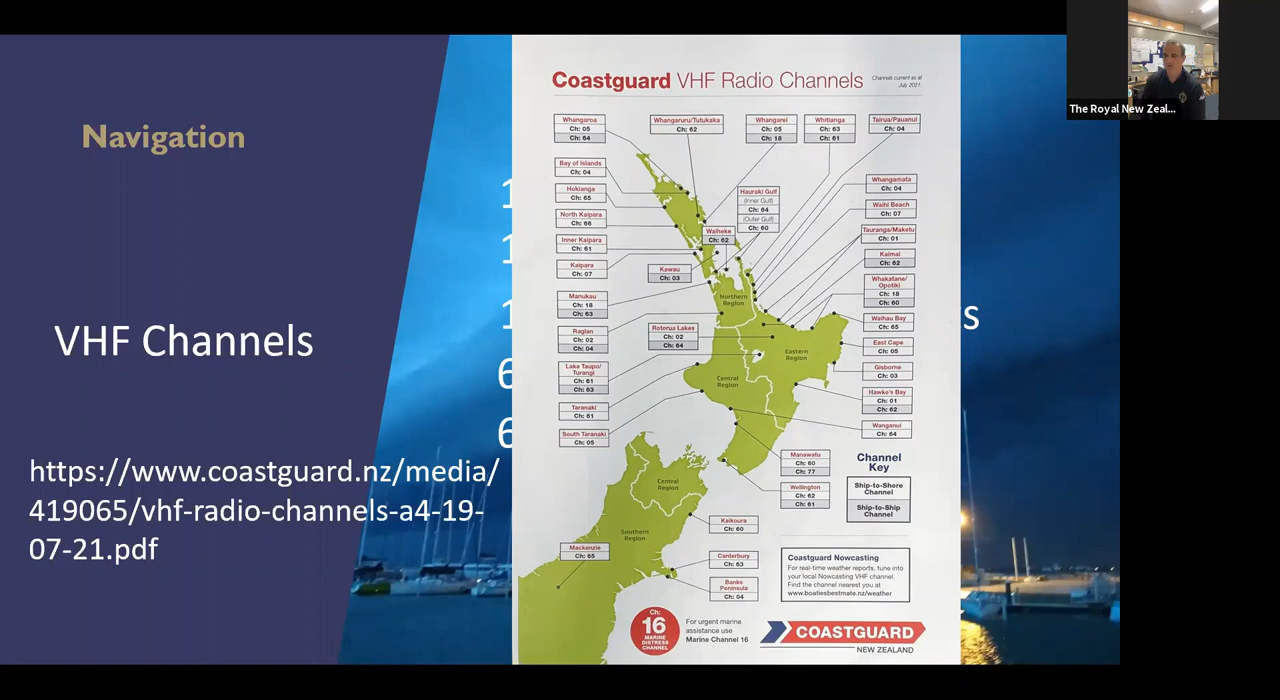 Navigation
VHF Channels
https://www.coastguard.nz/media/
419065/vhf-radio-channels-a4-19-
07-21.pdf
1
1
1
6
6
s
Coastguard VHF Radio Channels
Channels current as at
July 2021
Whangaroa
Ch: 05
Ch: 64
Whangaruru/Tutukaka
Ch: 62
Whangarei
Ch: 05
Ch: 18
Whitianga
Ch: 63
Ch: 61
Tairua/Pauanui
Ch: 04
Bay of Islands
Ch: 04
Hokianga
Ch: 65
North Kaipara
Ch: 66
Inner Kaipara
Ch: 61
Kaipara
Ch: 07
Manukau
Ch: 18
Ch: 63
Raglan
Ch: 02
Ch: 04
Lake Taupo/
Turangi
Ch: 61
Ch: 63
Taranaki
Ch: 61
South Taranaki
Ch: 05
Hauraki Gulf
(Inner Gulf)
Ch: 64
(Outer Gulf)
Ch: 60
Waiheke
Ch: 62
Kawau
Ch: 03
Rotorua Lakes
Ch: 02
Ch: 64
Northern
Region
Eastern
Region
Central
Region
Whangamata
Ch: 04
Waihi Beach
Ch: 07
Tauranga/Maketu
Ch: 01
Kaimai
Ch: 62
Whakatane/
Opotiki
Ch: 18
Ch: 60
Waihau Bay
Ch: 65
East Cape
Ch: 05
Gisborne
Ch: 03
Hawke's Bay
Ch: 01
Ch: 62
Wanganui
Ch: 64
Manawatu
Ch: 60
Ch: 77
Wellington
Ch: 62
Ch: 61
Channel
Key
Ship-to-Shore
Channel
Ship-to-Ship
Channel
Central
Region
Southern
Region
Kaikoura
Ch: 60
Mackenzie
Ch: 65
Canterbury
Ch: 63
Banks
Peninsula
Ch: 04
Coastguard Nowcasting
For real-time weather reports, tune into
your local Nowcasting VHF channel.
Find the channel nearest you at
www.boatiesbestmate.nz/weather
Ch:
16
MARINE
DISTRESS
CHANNEL
For urgent marine
assistance use
Marine Channel 16
COASTGUARD
NEW ZEALAND
The Royal New Zeal...